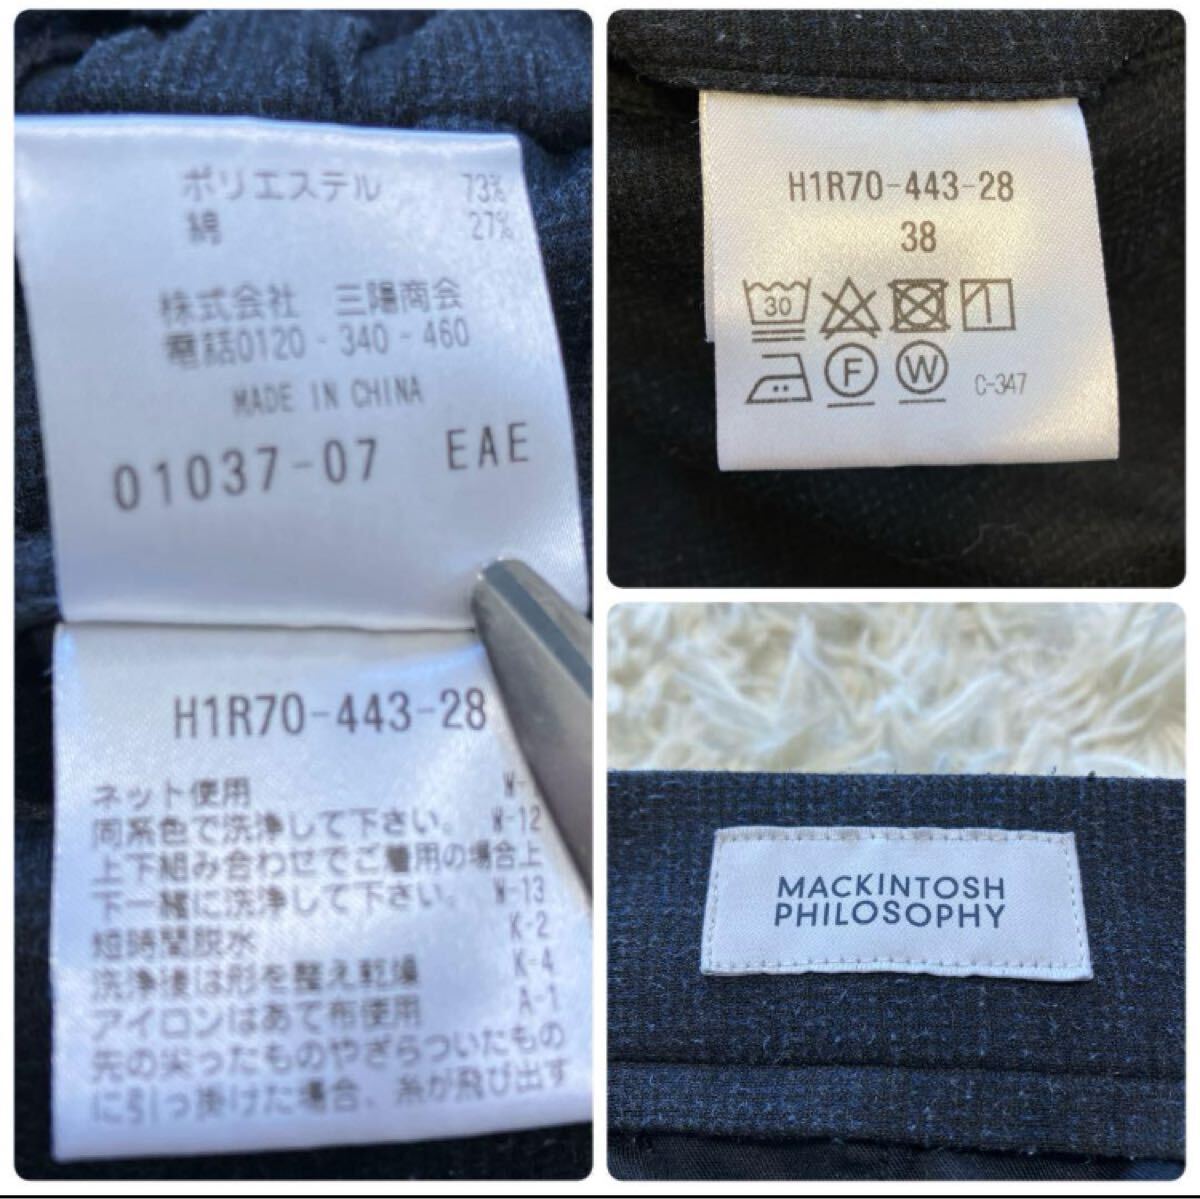 ポリエステル 73%
綿 27%
株式会社 三陽商会
電話0120-340-460
MADE IN CHINA
01037-07 EAE
H1R70-443-28
ネット使用 W-
同系色で洗浄して下さい。 W-12
上下組み合わせでご着用の場合上
下一緒に洗浄して下さい。 W-13
短時間脱水 K-2
洗浄後は形を整え乾燥 K-4
アイロンはあて布使用 A-1
先の尖ったものやざらついたもの
に引っ掛けた場合、糸が飛び出す
H1R70-443-28
38
30
F W C-347
MACKINTOSH
PHILOSOPHY